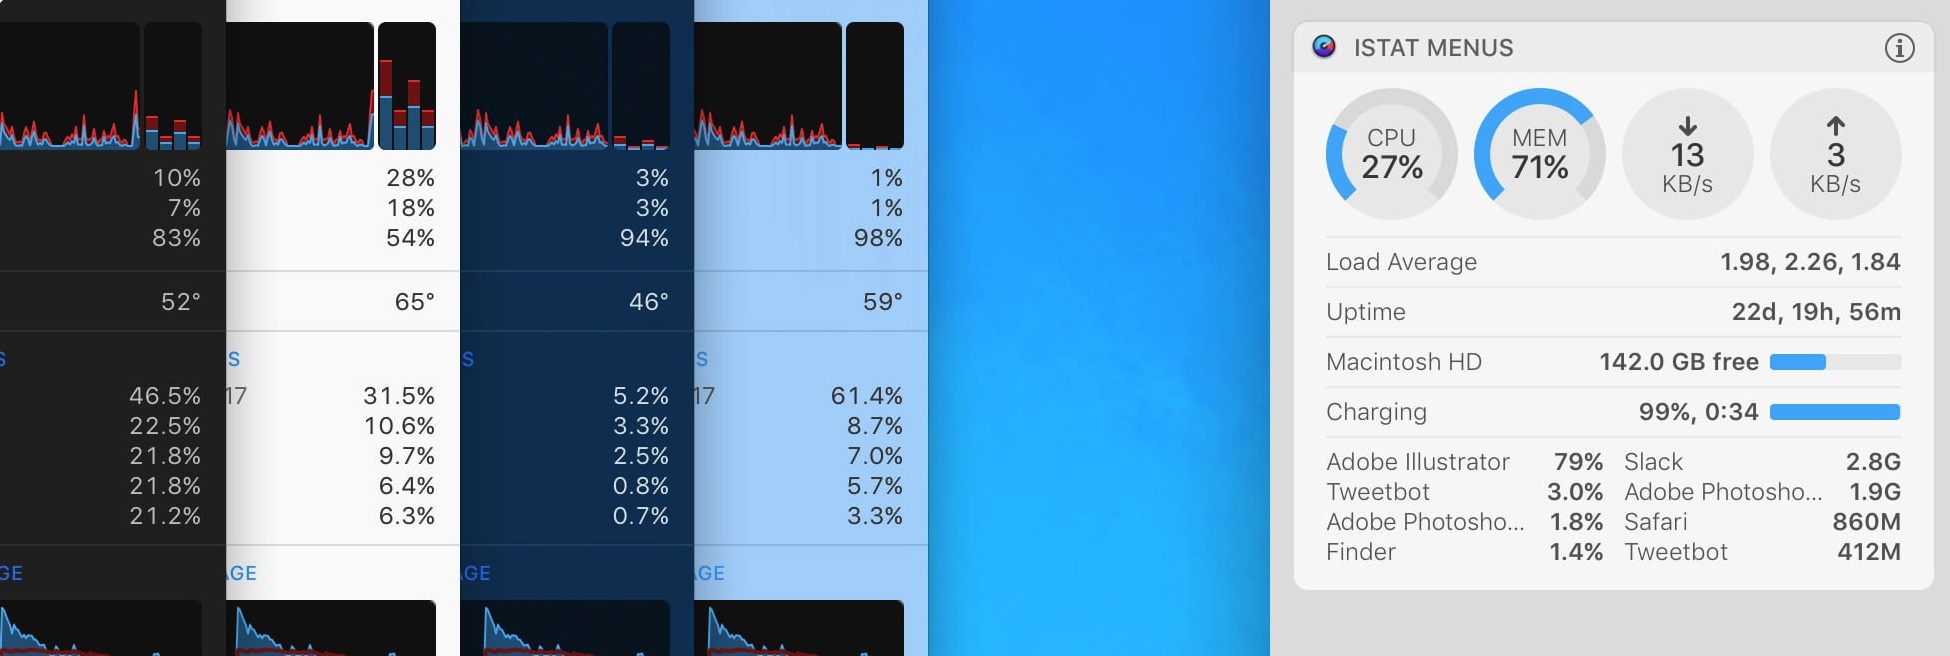 10%
7%
83%
52°
S
46.5%
22.5%
21.8%
21.8%
21.2%
GE
28%
18%
54%
65°
S
17 31.5%
10.6%
9.7%
6.4%
6.3%
AGE
3%
3%
94%
46°
S
5.2%
3.3%
2.5%
0.8%
0.7%
AGE
1%
1%
98%
59°
S
17 61.4%
8.7%
7.0%
5.7%
3.3%
AGE
ISTAT MENUS
CPU
27%
MEM
71%
13
KB/s
3
KB/s
Load Average 1.98, 2.26, 1.84
Uptime 22d, 19h, 56m
Macintosh HD 142.0 GB free
Charging 99%, 0:34
Adobe Illustrator 79% Slack 2.8G
Tweetbot 3.0% Adobe Photosho... 1.9G
Adobe Photosho... 1.8% Safari 860M
Finder 1.4% Tweetbot 412M